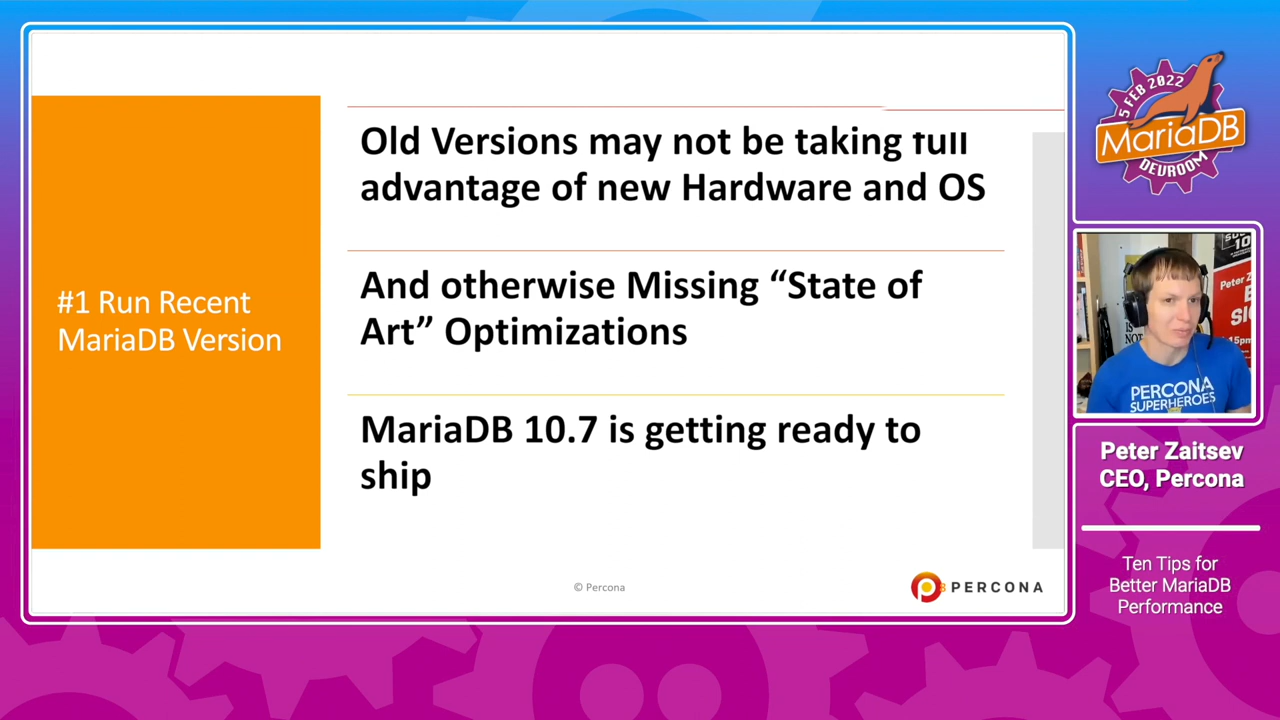 #1 Run Recent
MariaDB Version
Old Versions may not be taking full
advantage of new Hardware and OS
And otherwise Missing “State of
Art” Optimizations
MariaDB 10.7 is getting ready to
ship
© Percona
PERCONA
5 FEB 2022
MariaDB
DEVROOM
Peter Z
PERCONA
SUPERHEROES
Peter Zaitsev
CEO, Percona
Ten Tips for
Better MariaDB
Performance